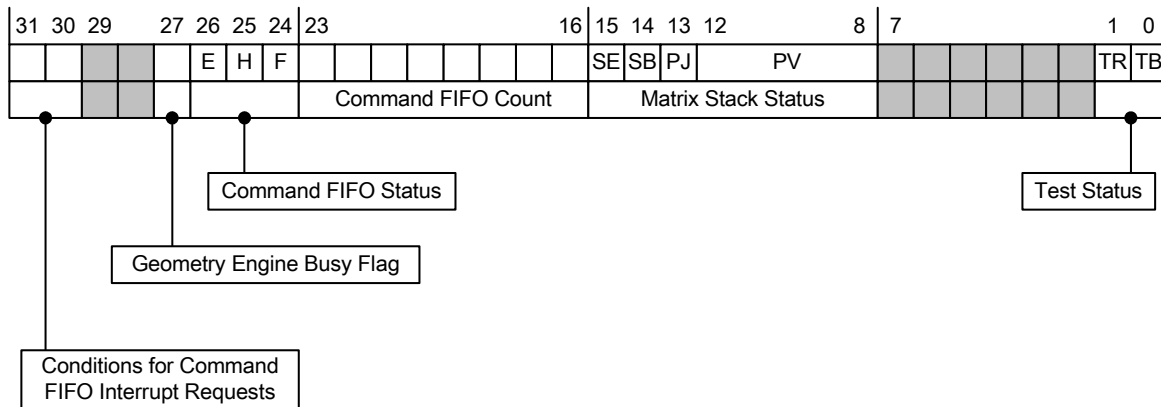 31 30 29 27 26 25 24 23 16 15 14 13 12 8 7 1 0
E H F SE SB PJ PV TR TB
Command FIFO Count Matrix Stack Status
Command FIFO Status Test Status
Geometry Engine Busy Flag
Conditions for Command
FIFO Interrupt Requests